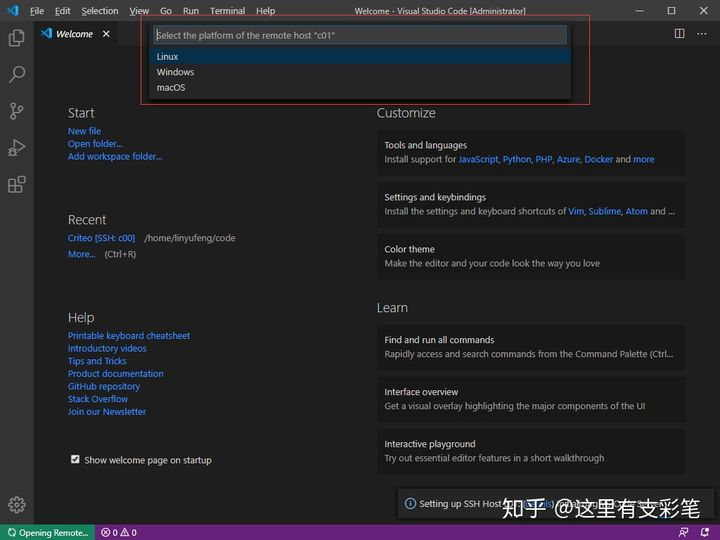 File Edit Selection View Go Run Terminal Help Welcome - Visual Studio Code [Administrator]
Welcome
Select the platform of the remote host "c01"
Linux
Windows
macOS
Start
New file
Open folder...
Add workspace folder...
Recent
Criteo [SSH: c00] /home/linyufeng/code
More... (Ctrl+R)
Help
Printable keyboard cheatsheet
Introductory videos
Tips and Tricks
Product documentation
GitHub repository
Stack Overflow
Join our Newsletter
Show welcome page on startup
Customize
Tools and languages
Install support for JavaScript, Python, PHP, Azure, Docker and more
Settings and keybindings
Install the settings and keyboard shortcuts of Vim, Sublime, Atom and ...
Color theme
Make the editor and your code look the way you love
Learn
Find and run all commands
Rapidly access and search commands from the Command Palette (Ctrl...
Interface overview
Get a visual overlay highlighting the major components of the UI
Interactive playground
Try out essential editor features in a short walkthrough
Setting up SSH Host
知乎 @这里有支彩笔
Opening Remote... 0 0